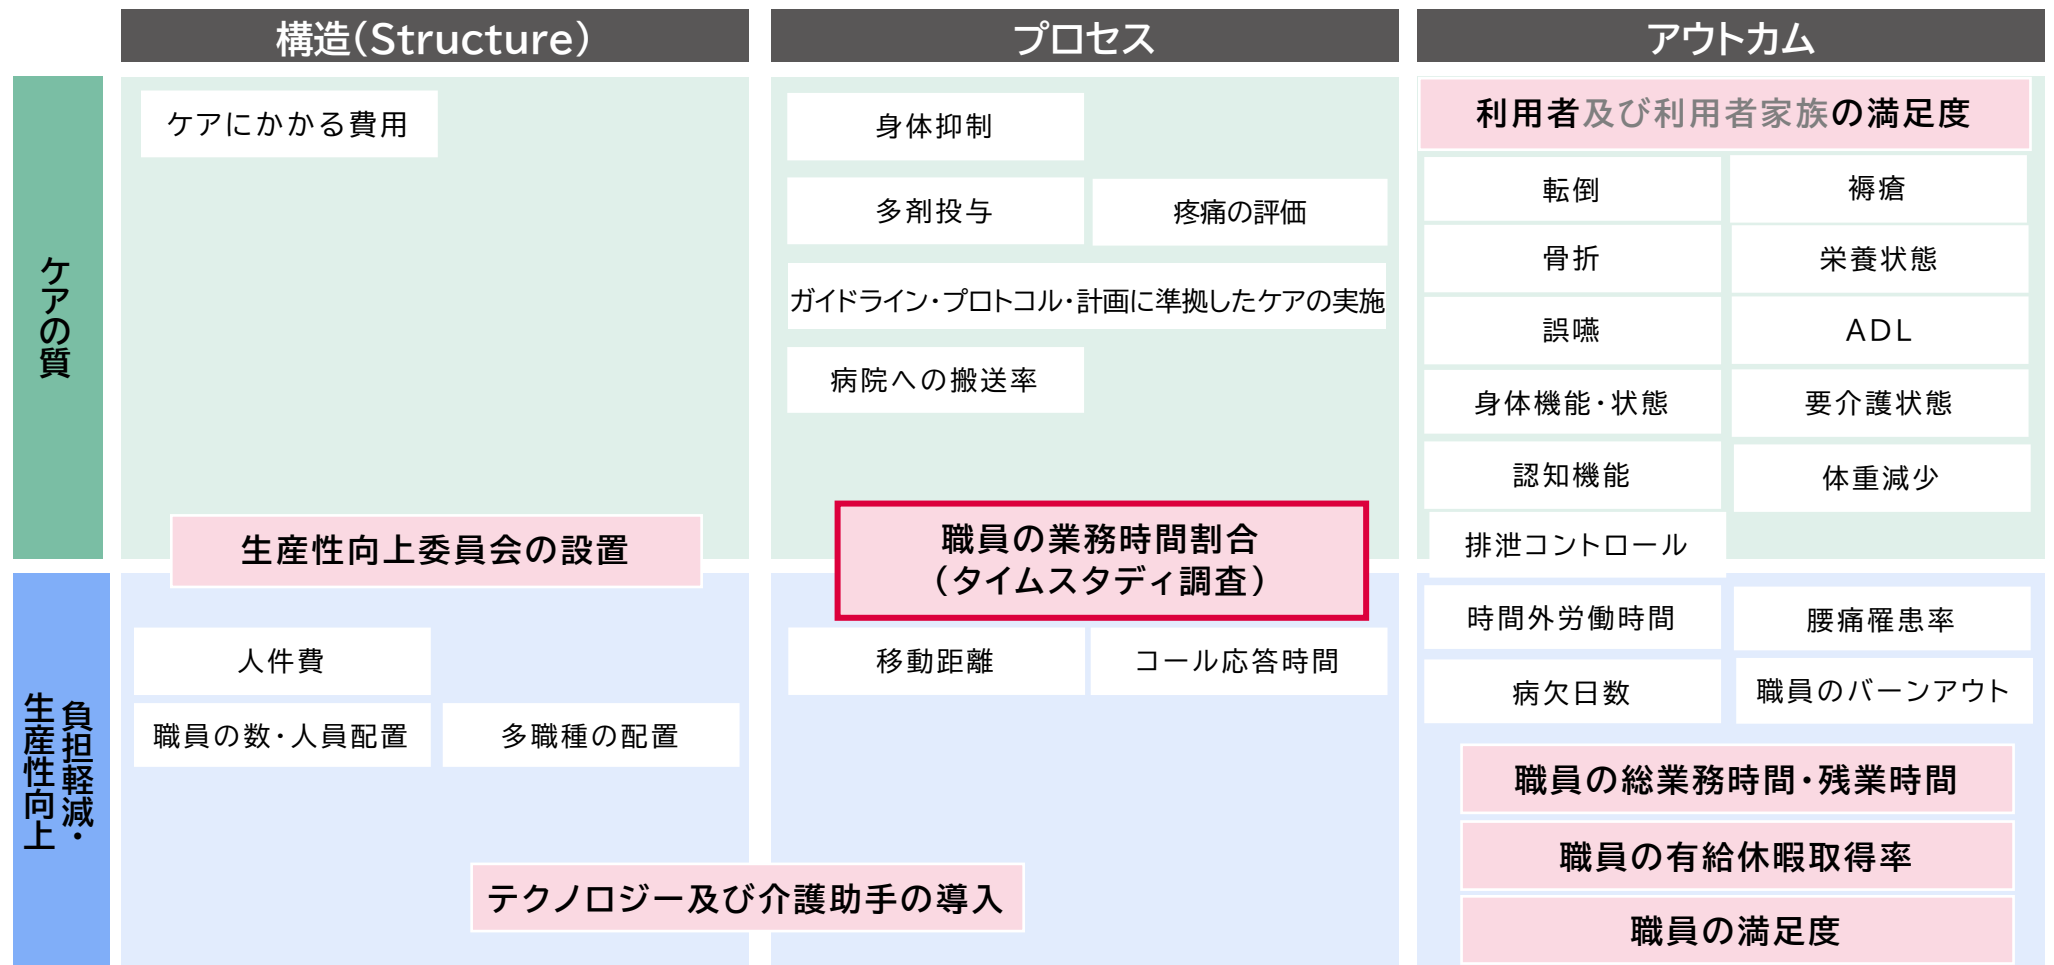 構造(Structure)
プロセス
アウトカム
ケアの質
ケアにかかる費用
身体抑制
多剤投与
疼痛の評価
ガイドライン・プロトコル・計画に準拠したケアの実施
病院への搬送率
利用者及び利用者家族の満足度
転倒
褥瘡
骨折
栄養状態
誤嚥
ADL
身体機能・状態
要介護状態
認知機能
体重減少
排泄コントロール
生産性向上委員会の設置
職員の業務時間割合
(タイムスタディ調査)
負担軽減・
生産性向上
人件費
職員の数・人員配置
多職種の配置
移動距離
コール応答時間
時間外労働時間
腰痛罹患率
病欠日数
職員のバーンアウト
職員の総業務時間・残業時間
職員の有給休暇取得率
職員の満足度
テクノロジー及び介護助手の導入